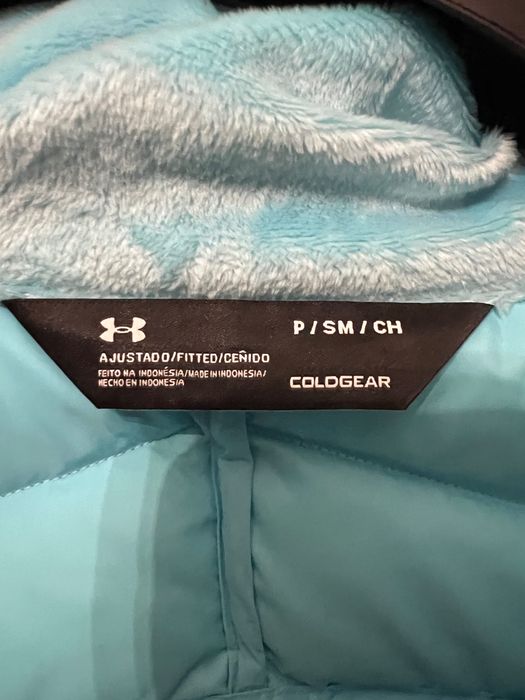 P / SM / CH
AJUSTADO/FITTED/CEÑIDO
FEITO NA INDONÉSIA/MADE IN INDONESIA/
HECHO EN INDONESIA
COLDGEAR